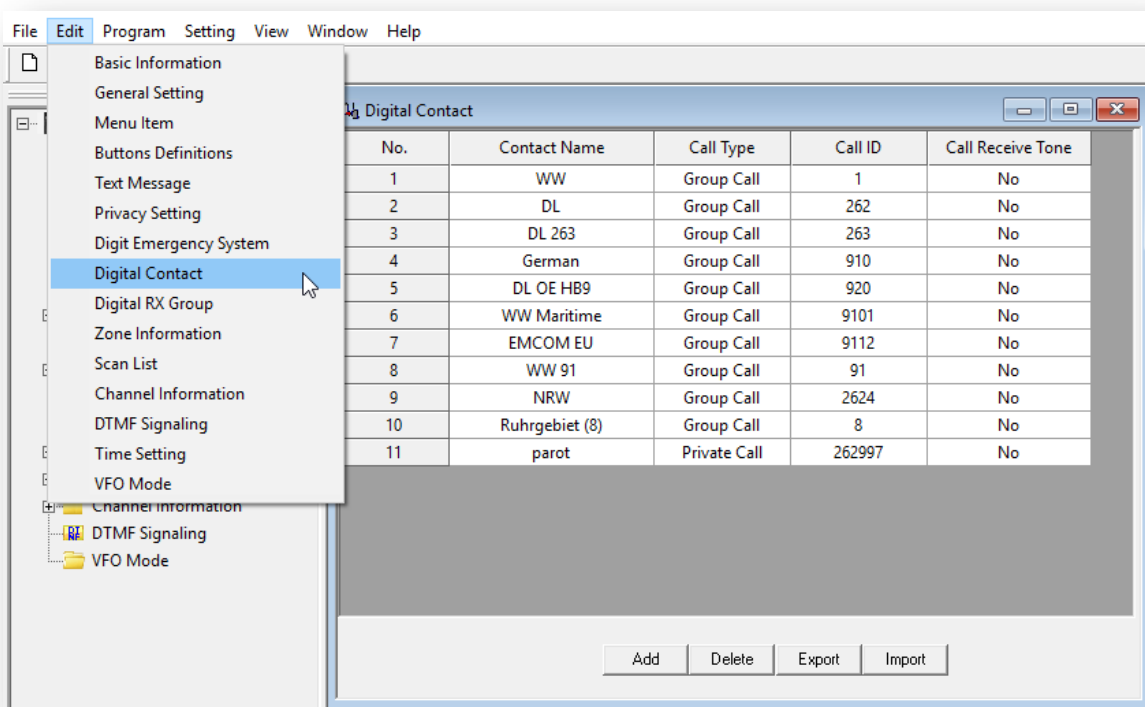 File Edit Program Setting View Window Help
Basic Information
General Setting
Menu Item
Buttons Definitions
Text Message
Privacy Setting
Digit Emergency System
Digital Contact
Digital RX Group
Zone Information
Scan List
Channel Information
DTMF Signaling
Time Setting
VFO Mode
Channel Information
DTMF Signaling
VFO Mode
Digital Contact
No. Contact Name Call Type Call ID Call Receive Tone
1 WW Group Call 1 No
2 DL Group Call 262 No
3 DL 263 Group Call 263 No
4 German Group Call 910 No
5 DL OE HB9 Group Call 920 No
6 WW Maritime Group Call 9101 No
7 EMCOM EU Group Call 9112 No
8 WW 91 Group Call 91 No
9 NRW Group Call 2624 No
10 Ruhrgebiet (8) Group Call 8 No
11 parot Private Call 262997 No
Add Delete Export Import